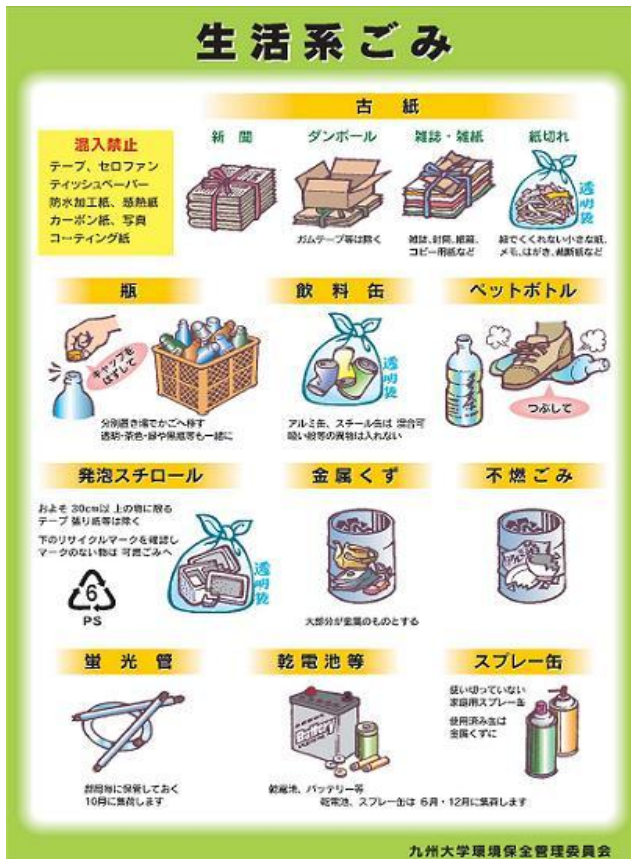 生活系ごみ
古紙
混入禁止
テープ、セロファン
ティッシュペーパー
防水加工紙、感熱紙
カーボン紙、写真
コーティング紙
新聞
ダンボール
ガムテープ等は除く
雑誌・雑紙
雑誌、封筒、紙箱、
コピー用紙など
紙切れ
透明袋
紐でくくれない小さな紙、
メモ、はがき、裁断紙など
瓶
キャップを
はずして
分別置き場でかごへ移す
透明・茶色・緑や黒瓶等も一緒に
飲料缶
透明袋
アルミ缶、スチール缶は 混合可
吸い殻等の異物は入れない
ペットボトル
つぶして
発泡スチロール
およそ 30cm以 上の物に限る
テープ 張り紙等は除く
下のリサイクルマークを確認し
マークのない物は 可燃ごみへ
6
PS
透明袋
金属くず
大部分が金属のものとする
不燃ごみ
蛍光管
部局毎に保管しておく
10月に集荷します
乾電池等
Battery
乾電池、バッテリー等
乾電池、スプレー缶は 6月・12月に集荷します
スプレー缶
使い切っていない
家庭用スプレー缶
使用済み缶は
金属くずに
九州大学環境保全管理委員会